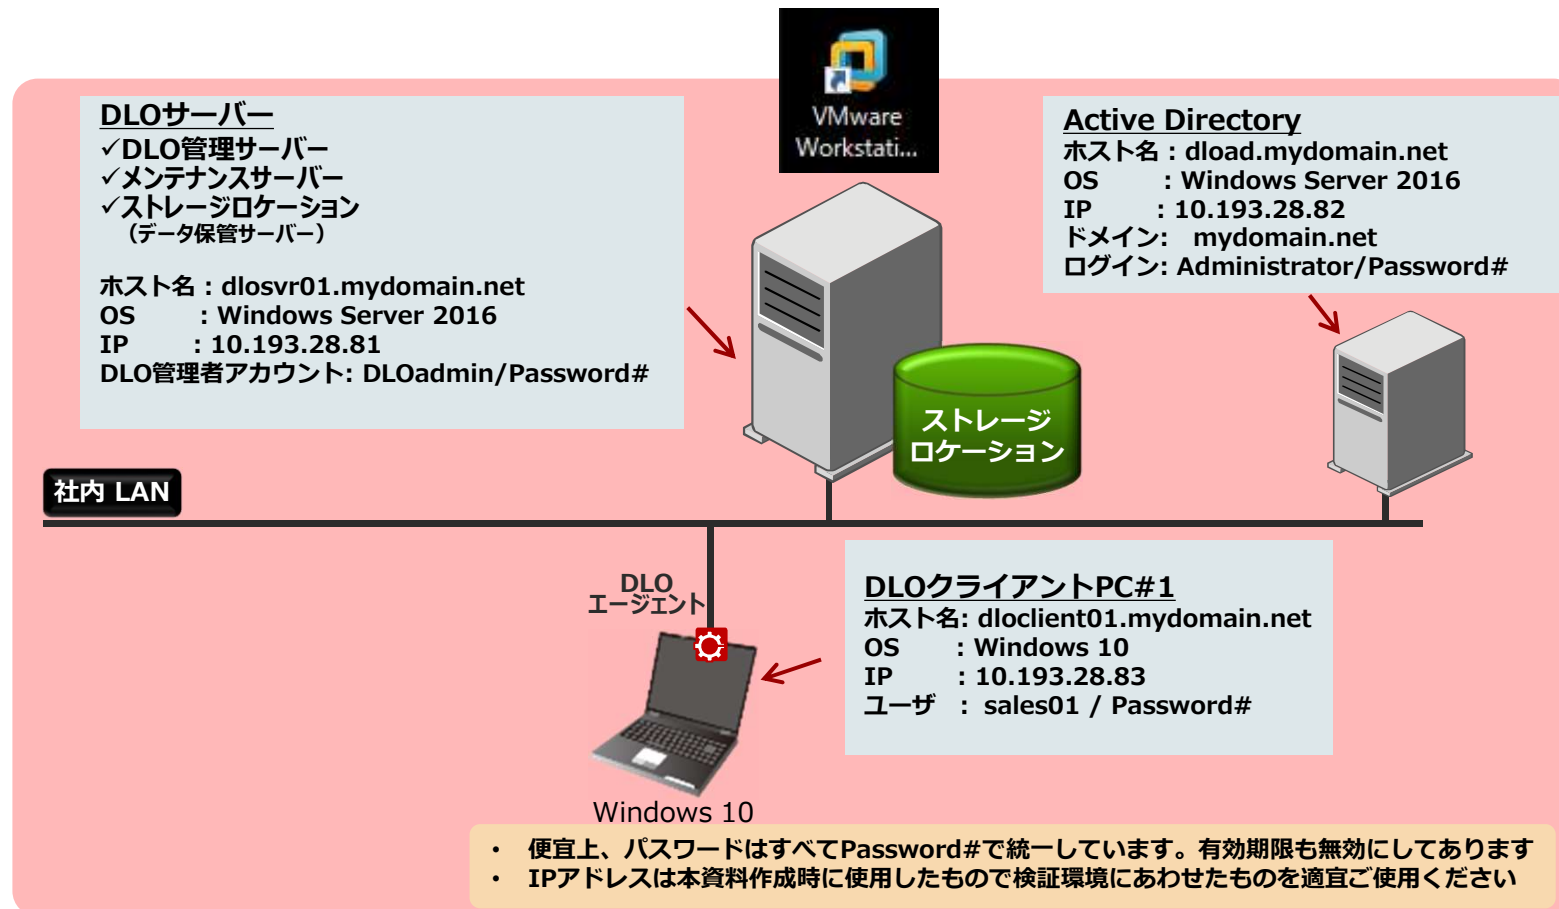 VMware
Workstati...
DLOサーバー
✓DLO管理サーバー
✓メンテナンスサーバー
✓ストレージロケーション
（データ保管サーバー）
ホスト名：dlosvr01.mydomain.net
OS ：Windows Server 2016
IP ：10.193.28.81
DLO管理者アカウント: DLOadmin/Password#
Active Directory
ホスト名：dload.mydomain.net
OS ：Windows Server 2016
IP ：10.193.28.82
ドメイン: mydomain.net
ログイン: Administrator/Password#
ストレージ
ロケーション
社内 LAN
DLO
エージェント
DLOクライアントPC#1
ホスト名: dloclient01.mydomain.net
OS ：Windows 10
IP ：10.193.28.83
ユーザ ： sales01 / Password#
Windows 10
・ 便宜上、パスワードはすべてPassword#で統一しています。有効期限も無効にしてあります
・ IPアドレスは本資料作成時に使用したもので検証環境にあわせたものを適宜ご使用ください